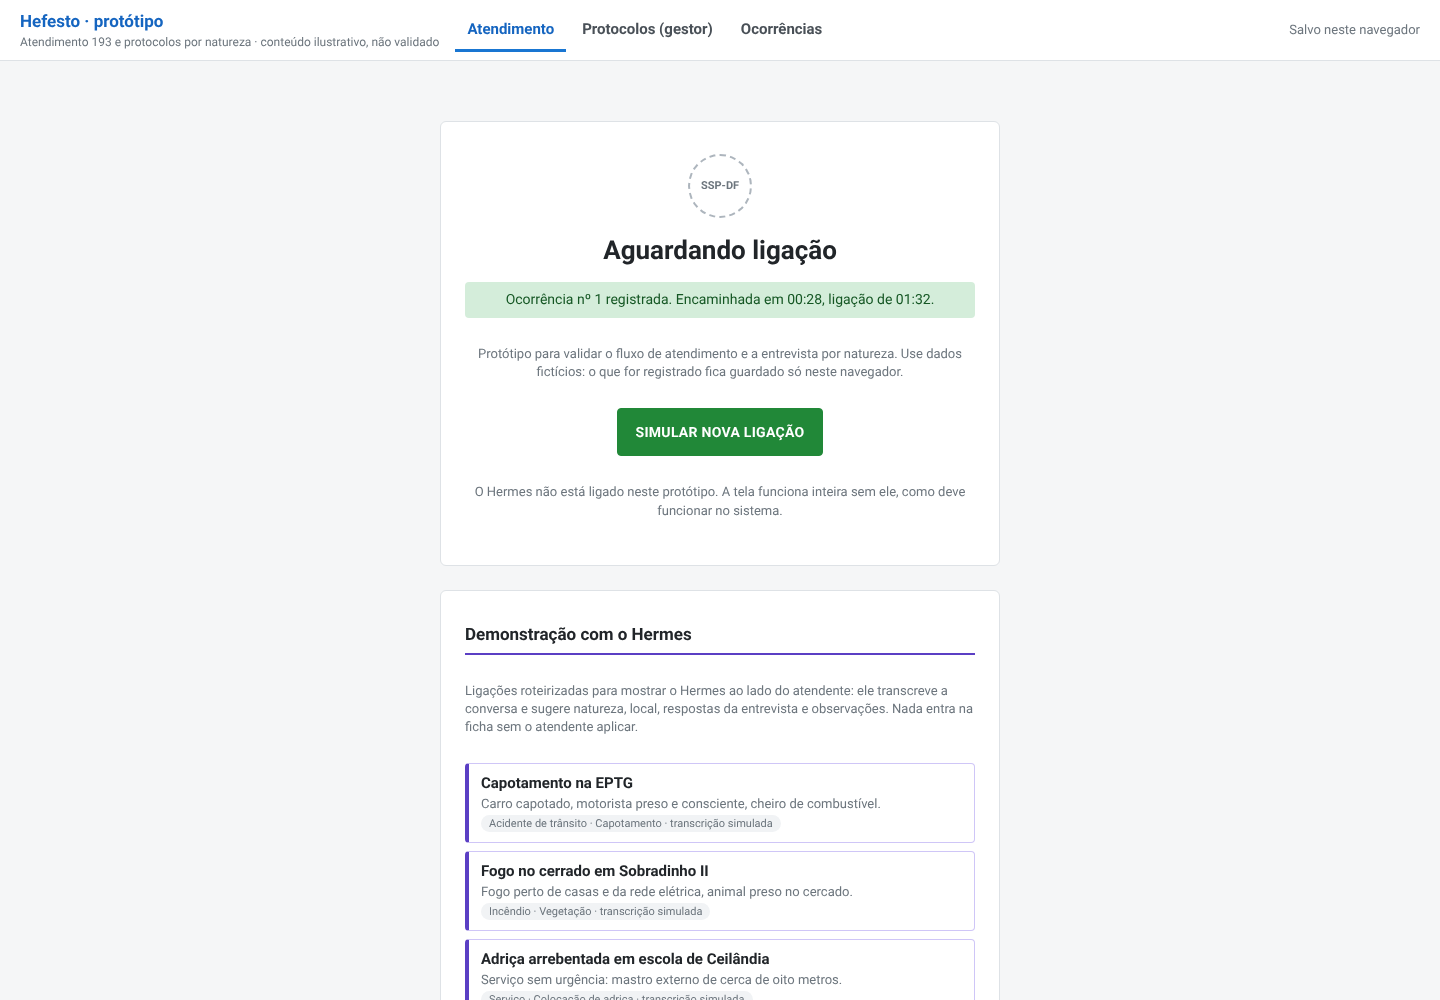 Hefesto · protótipo
Atendimento 193 e protocolos por natureza · conteúdo ilustrativo, não validado
Atendimento
Protocolos (gestor)
Ocorrências
Salvo neste navegador
SSP-DF
Aguardando ligação
Ocorrência nº 1 registrada. Encaminhada em 00:28, ligação de 01:32.
Protótipo para validar o fluxo de atendimento e a entrevista por natureza. Use dados
fictícios: o que for registrado fica guardado só neste navegador.
SIMULAR NOVA LIGAÇÃO
O Hermes não está ligado neste protótipo. A tela funciona inteira sem ele, como deve
funcionar no sistema.
Demonstração com o Hermes
Ligações roteirizadas para mostrar o Hermes ao lado do atendente: ele transcreve a
conversa e sugere natureza, local, respostas da entrevista e observações. Nada entra na
ficha sem o atendente aplicar.
Capotamento na EPTG
Carro capotado, motorista preso e consciente, cheiro de combustível.
Acidente de trânsito · Capotamento · transcrição simulada
Fogo no cerrado em Sobradinho II
Fogo perto de casas e da rede elétrica, animal preso no cercado.
Incêndio · Vegetação · transcrição simulada
Adriça arrebentada em escola de Ceilândia
Serviço sem urgência: mastro externo de cerca de oito metros.
Serviço · Colocação de adriça · transcrição simulada